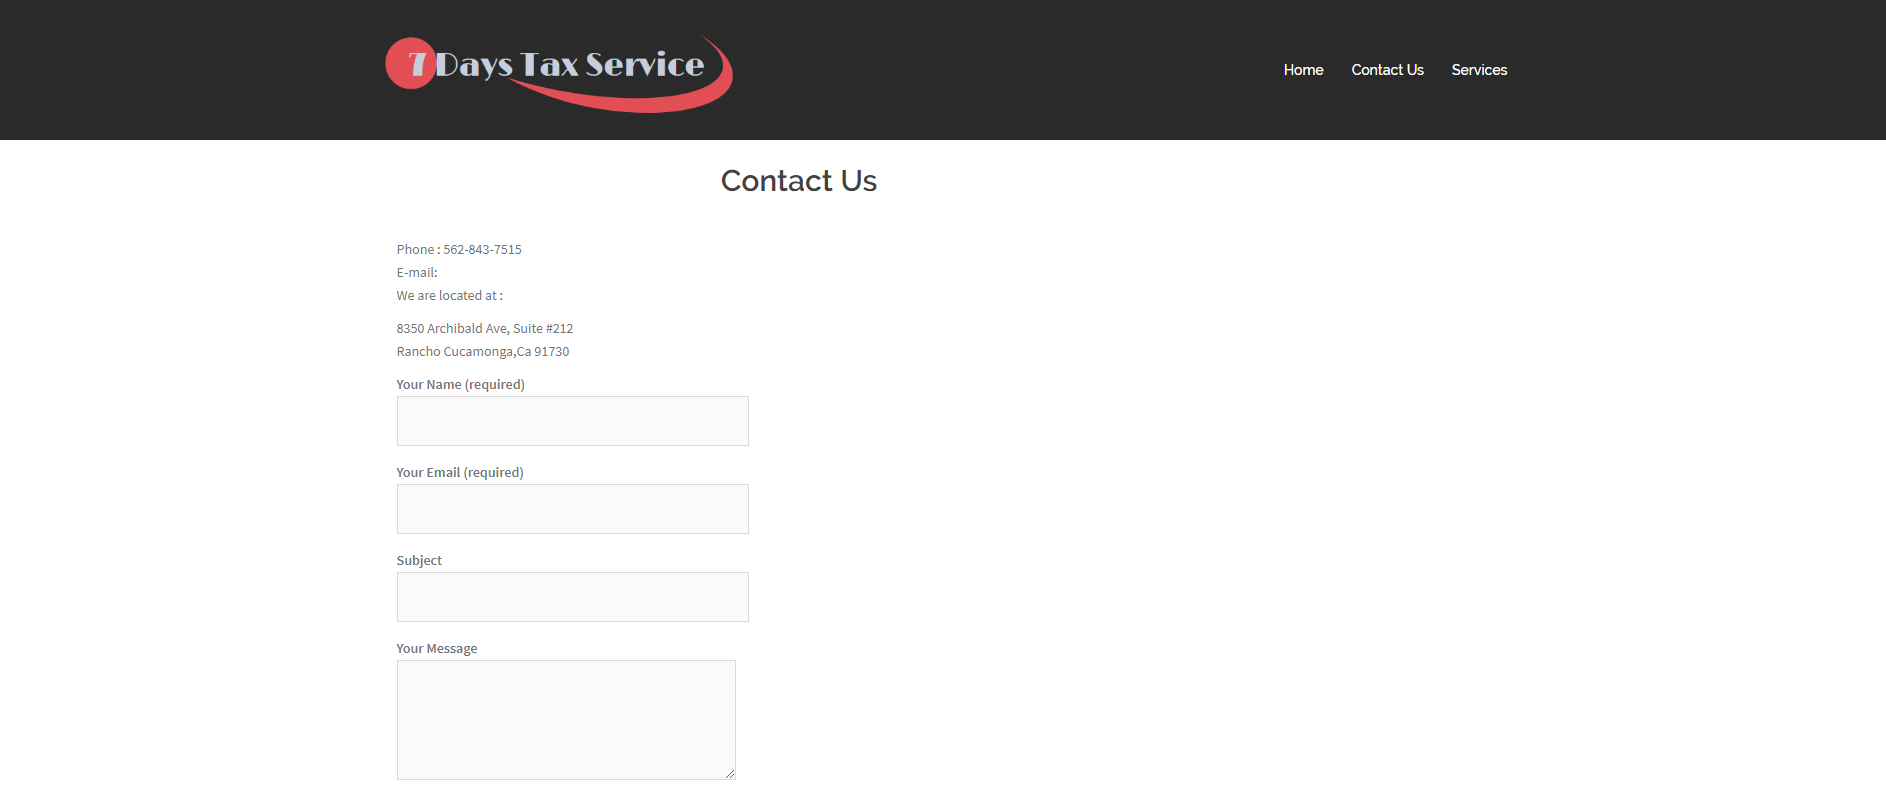 7 Days Tax Service
Home Contact Us Services
Contact Us
Phone : 562-843-7515
E-mail:
We are located at :
8350 Archibald Ave, Suite #212
Rancho Cucamonga,Ca 91730
Your Name (required)
Your Email (required)
Subject
Your Message